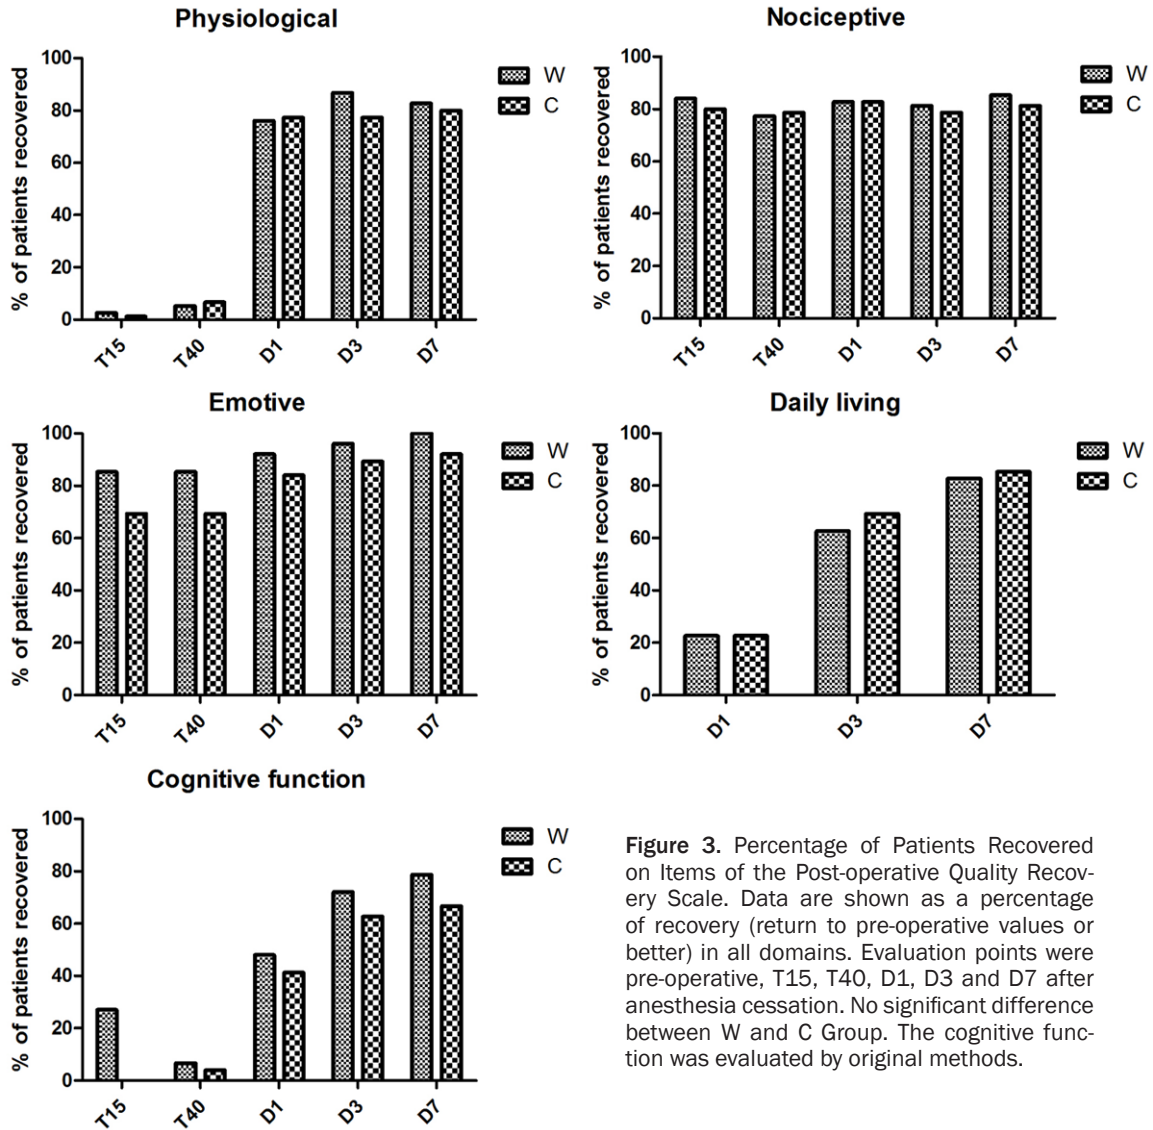 Physiological
100
80
60
40
20
0
% of patients recovered
T15
T40
D1
D3
D7
W
C
Nociceptive
100
80
60
40
20
0
% of patients recovered
T15
T40
D1
D3
D7
W
C
Emotive
100
80
60
40
20
0
% of patients recovered
T15
T40
D1
D3
D7
W
C
Daily living
100
80
60
40
20
0
% of patients recovered
D1
D3
D7
W
C
Cognitive function
100
80
60
40
20
0
% of patients recovered
T15
T40
D1
D3
D7
W
C
Figure 3. Percentage of Patients Recovered
on Items of the Post-operative Quality Recov-
ery Scale. Data are shown as a percentage
of recovery (return to pre-operative values or
better) in all domains. Evaluation points were
pre-operative, T15, T40, D1, D3 and D7 after
anesthesia cessation. No significant difference
between W and C Group. The cognitive func-
tion was evaluated by original methods.